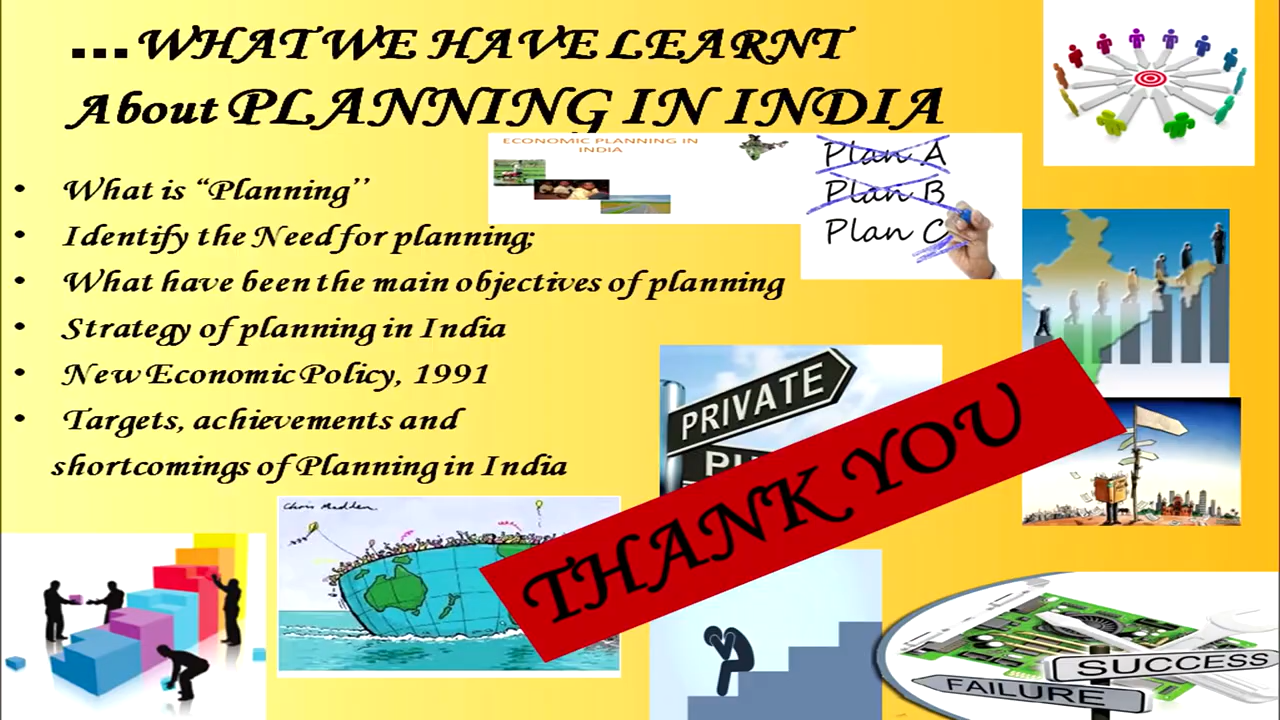 ...WHAT WE HAVE LEARNT
About PLANNING IN INDIA
ECONOMIC PLANNING IN
INDIA
Plan A
Plan B
Plan C
• What is “Planning’’
• Identify the Need for planning;
• What have been the main objectives of planning
• Strategy of planning in India
• New Economic Policy, 1991
• Targets, achievements and
shortcomings of Planning in India
PRIVATE
THANK YOU
Chris Madden
SUCCESS
FAILURE